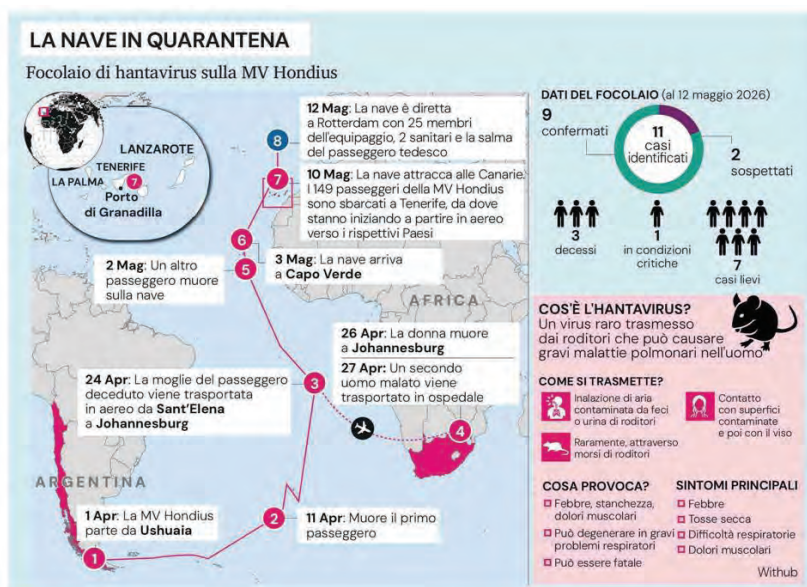 LA NAVE IN QUARANTENA
Focolaio di hantavirus sulla MV Hondius
LANZAROTE
TENERIFE
7
LA PALMA
Porto
di Granadilla
12 Mag: La nave è diretta
a Rotterdam con 25 membri
dell'equipaggio, 2 sanitari e la salma
del passeggero tedesco
8
7
10 Mag: La nave attracca alle Canarie.
I 149 passeggeri della MV Hondius
sono sbarcati a Tenerife, da dove
stanno iniziando a partire in aereo
verso i rispettivi Paesi
6
3 Mag: La nave arriva
a Capo Verde
2 Mag: Un altro
passeggero muore
sulla nave
5
AFRICA
26 Apr: La donna muore
a Johannesburg
27 Apr: Un secondo
uomo malato viene
trasportato in ospedale
24 Apr: La moglie del passeggero
deceduto viene trasportata
in aereo da Sant'Elena
a Johannesburg
3
4
ARGENTINA
1 Apr: La MV Hondius
parte da Ushuaia
1
2
11 Apr: Muore il primo
passeggero
DATI DEL FOCOLAIO (al 12 maggio 2026)
9
confermati
11
casi
identificati
2
sospettati
3
decessi
1
in condizioni
critiche
7
casi lievi
COS'È L'HANTAVIRUS?
Un virus raro trasmesso
dai roditori che può causare
gravi malattie polmonari nell'uomo
COME SI TRASMETTE?
Inalazione di aria
contaminata da feci
o urina di roditori
Contatto
con superfici
contaminate
e poi con il viso
Raramente, attraverso
morsi di roditori
COSA PROVOCA?
Febbre, stanchezza,
dolori muscolari
Può degenerare in gravi
problemi respiratori
Può essere fatale
SINTOMI PRINCIPALI
Febbre
Tosse secca
Difficoltà respiratorie
Dolori muscolari
Withub